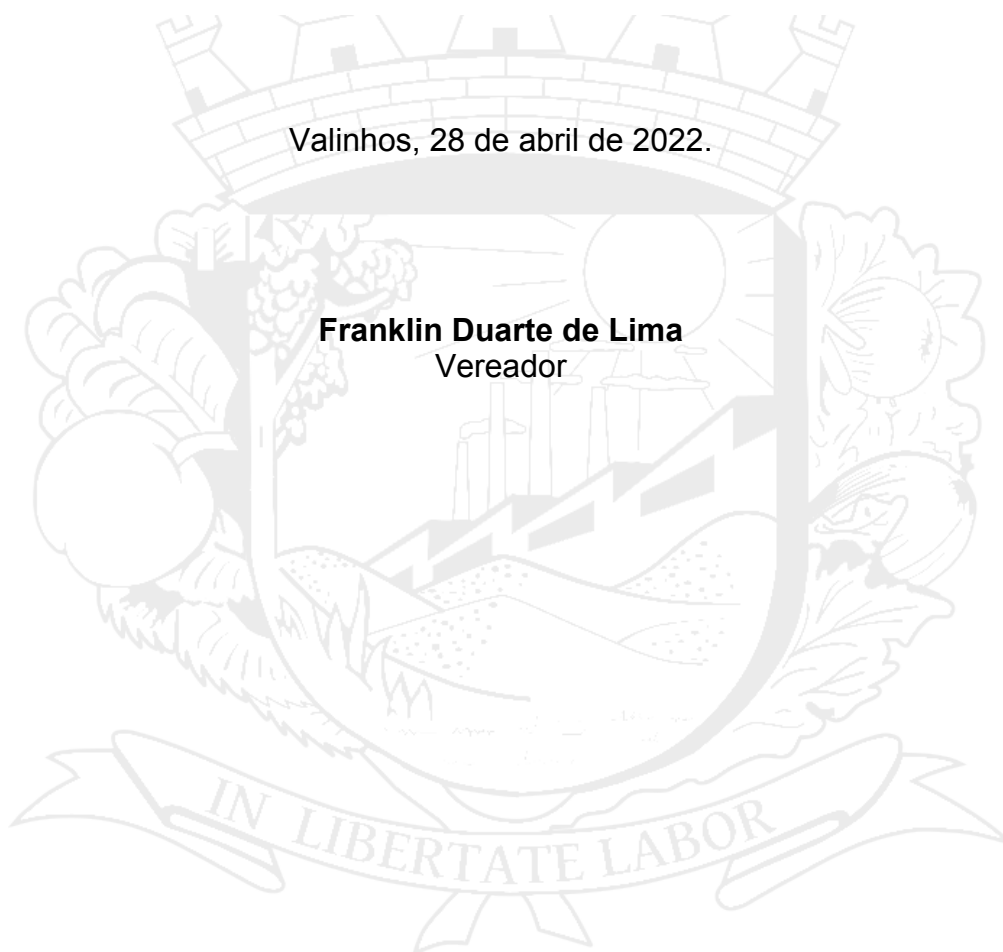 Valinhos, 28 de abril de 2022.
Franklin Duarte de Lima
Vereador
IN LIBERTATE LABOR